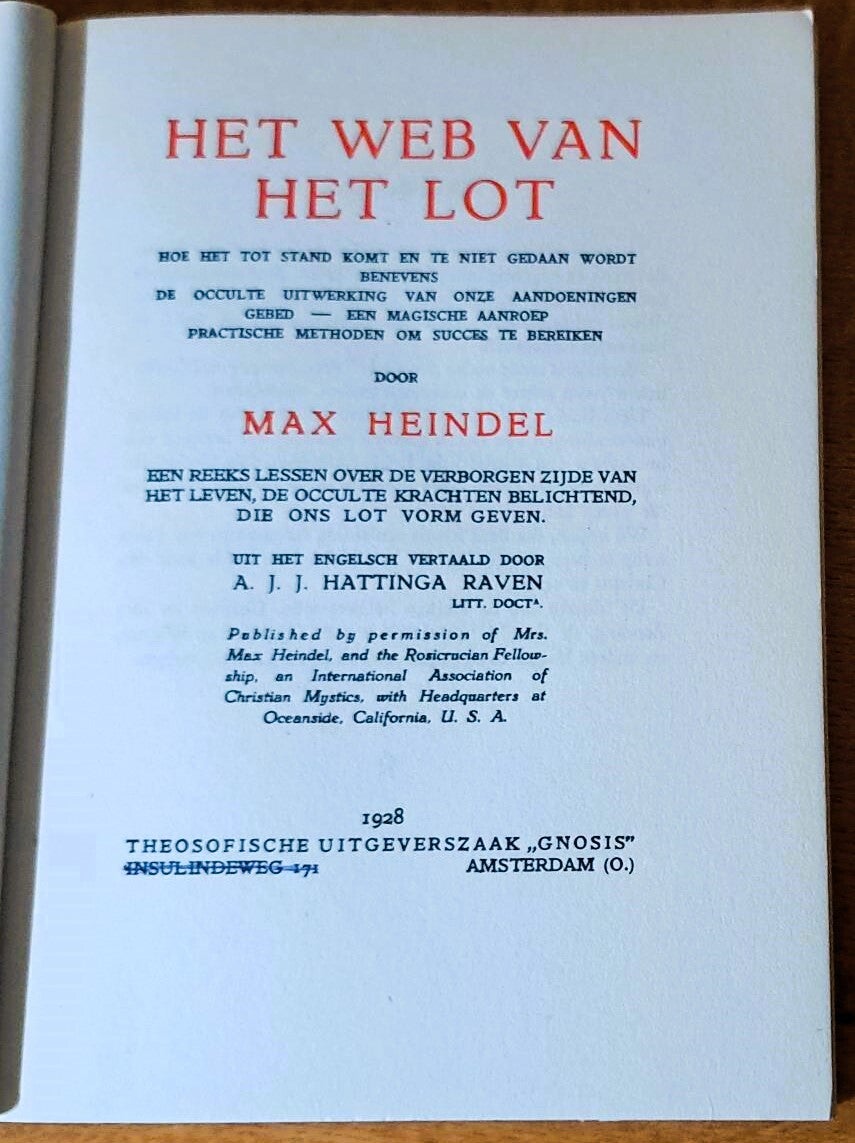 HET WEB VAN
HET LOT
HOE HET TOT STAND KOMT EN TE NIET GEDAAN WORDT
BENEVENS
DE OCCULTE UITWERKING VAN ONZE AANDOENINGEN
GEBED — EEN MAGISCHE AANROEP
PRACTISCHE METHODEN OM SUCCES TE BEREIKEN
DOOR
MAX HEINDEL
EEN REEKS LESSEN OVER DE VERBORGEN ZIJDE VAN
HET LEVEN, DE OCCULTE KRACHTEN BELICHTEND,
DIE ONS LOT VORM GEVEN.
UIT HET ENGELSCH VERTAALD DOOR
A. J. J. HATTINGA RAVEN
LITT. DOCTᴬ.
Published by permission of Mrs.
Max Heindel, and the Rosicrucian Fellow-
ship, an International Association of
Christian Mystics, with Headquarters at
Oceanside, California, U. S. A.
1928
THEOSOFISCHE UITGEVERSZAAK „GNOSIS”
INSULINDEWEG 171 AMSTERDAM (O.)